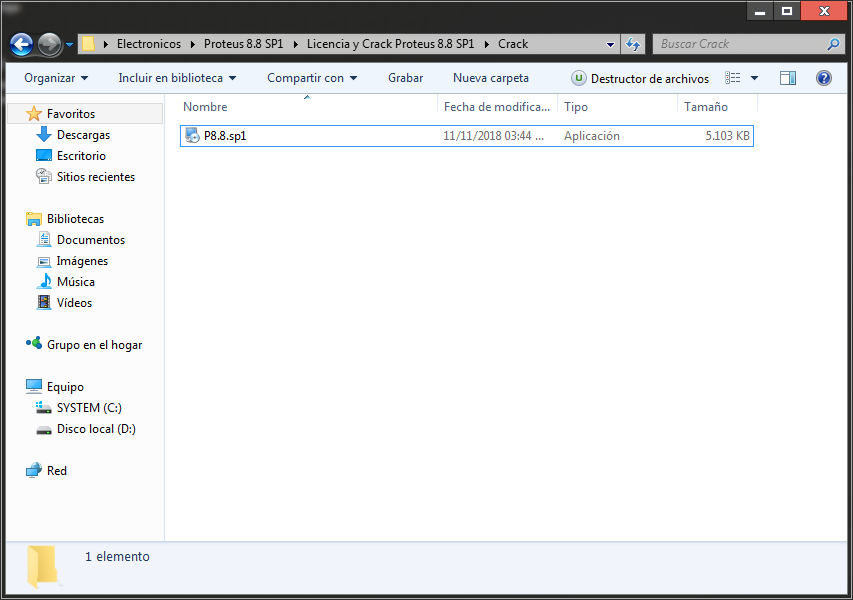 Electronicos Proteus 8.8 SP1 Licencia y Crack Proteus 8.8 SP1 Crack Buscar Crack
Organizar Incluir en biblioteca Compartir con Grabar Nueva carpeta Destructor de archivos
Favoritos
Descargas
Escritorio
Sitios recientes
Bibliotecas
Documentos
Imágenes
Música
Vídeos
Grupo en el hogar
Equipo
SYSTEM (C:)
Disco local (D:)
Red
Nombre Fecha de modifica... Tipo Tamaño
P8.8.sp1 11/11/2018 03:44 ... Aplicación 5.103 KB
1 elemento